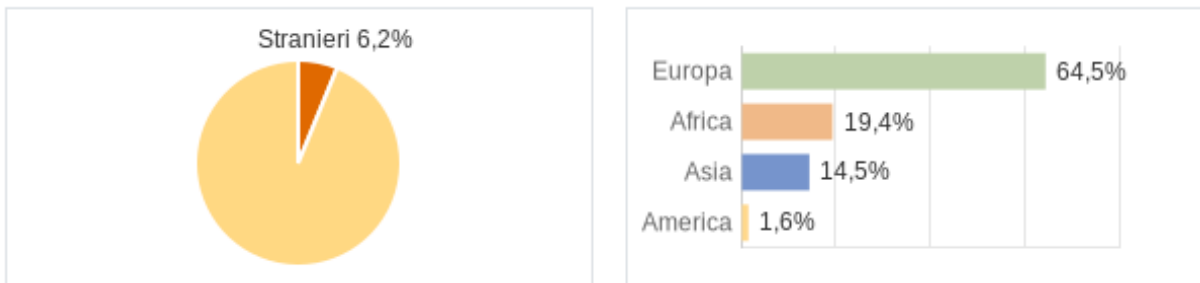 Stranieri 6,2%
Europa 64,5%
Africa 19,4%
Asia 14,5%
America 1,6%